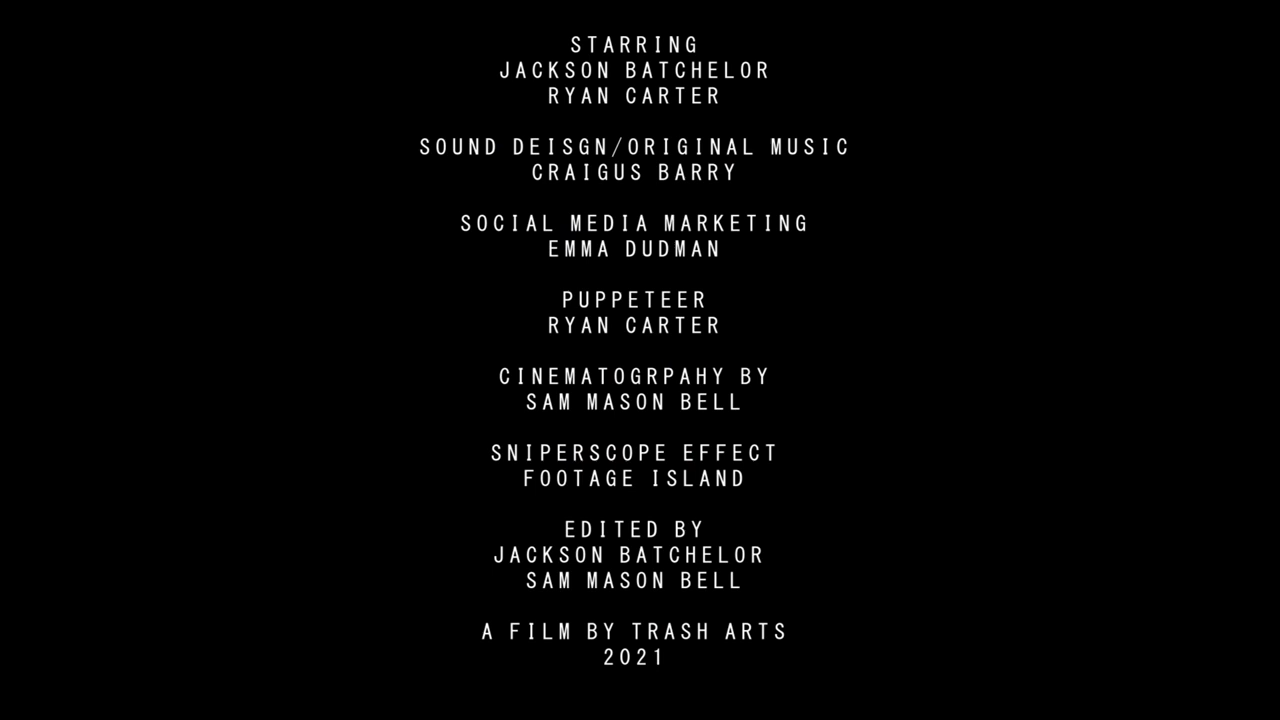 STARRING
JACKSON BATCHELOR
RYAN CARTER
SOUND DEISGN/ORIGINAL MUSIC
CRAIGUS BARRY
SOCIAL MEDIA MARKETING
EMMA DUDMAN
PUPPETEER
RYAN CARTER
CINEMATOGRPAHY BY
SAM MASON BELL
SNIPERSCOPE EFFECT
FOOTAGE ISLAND
EDITED BY
JACKSON BATCHELOR
SAM MASON BELL
A FILM BY TRASH ARTS
2021